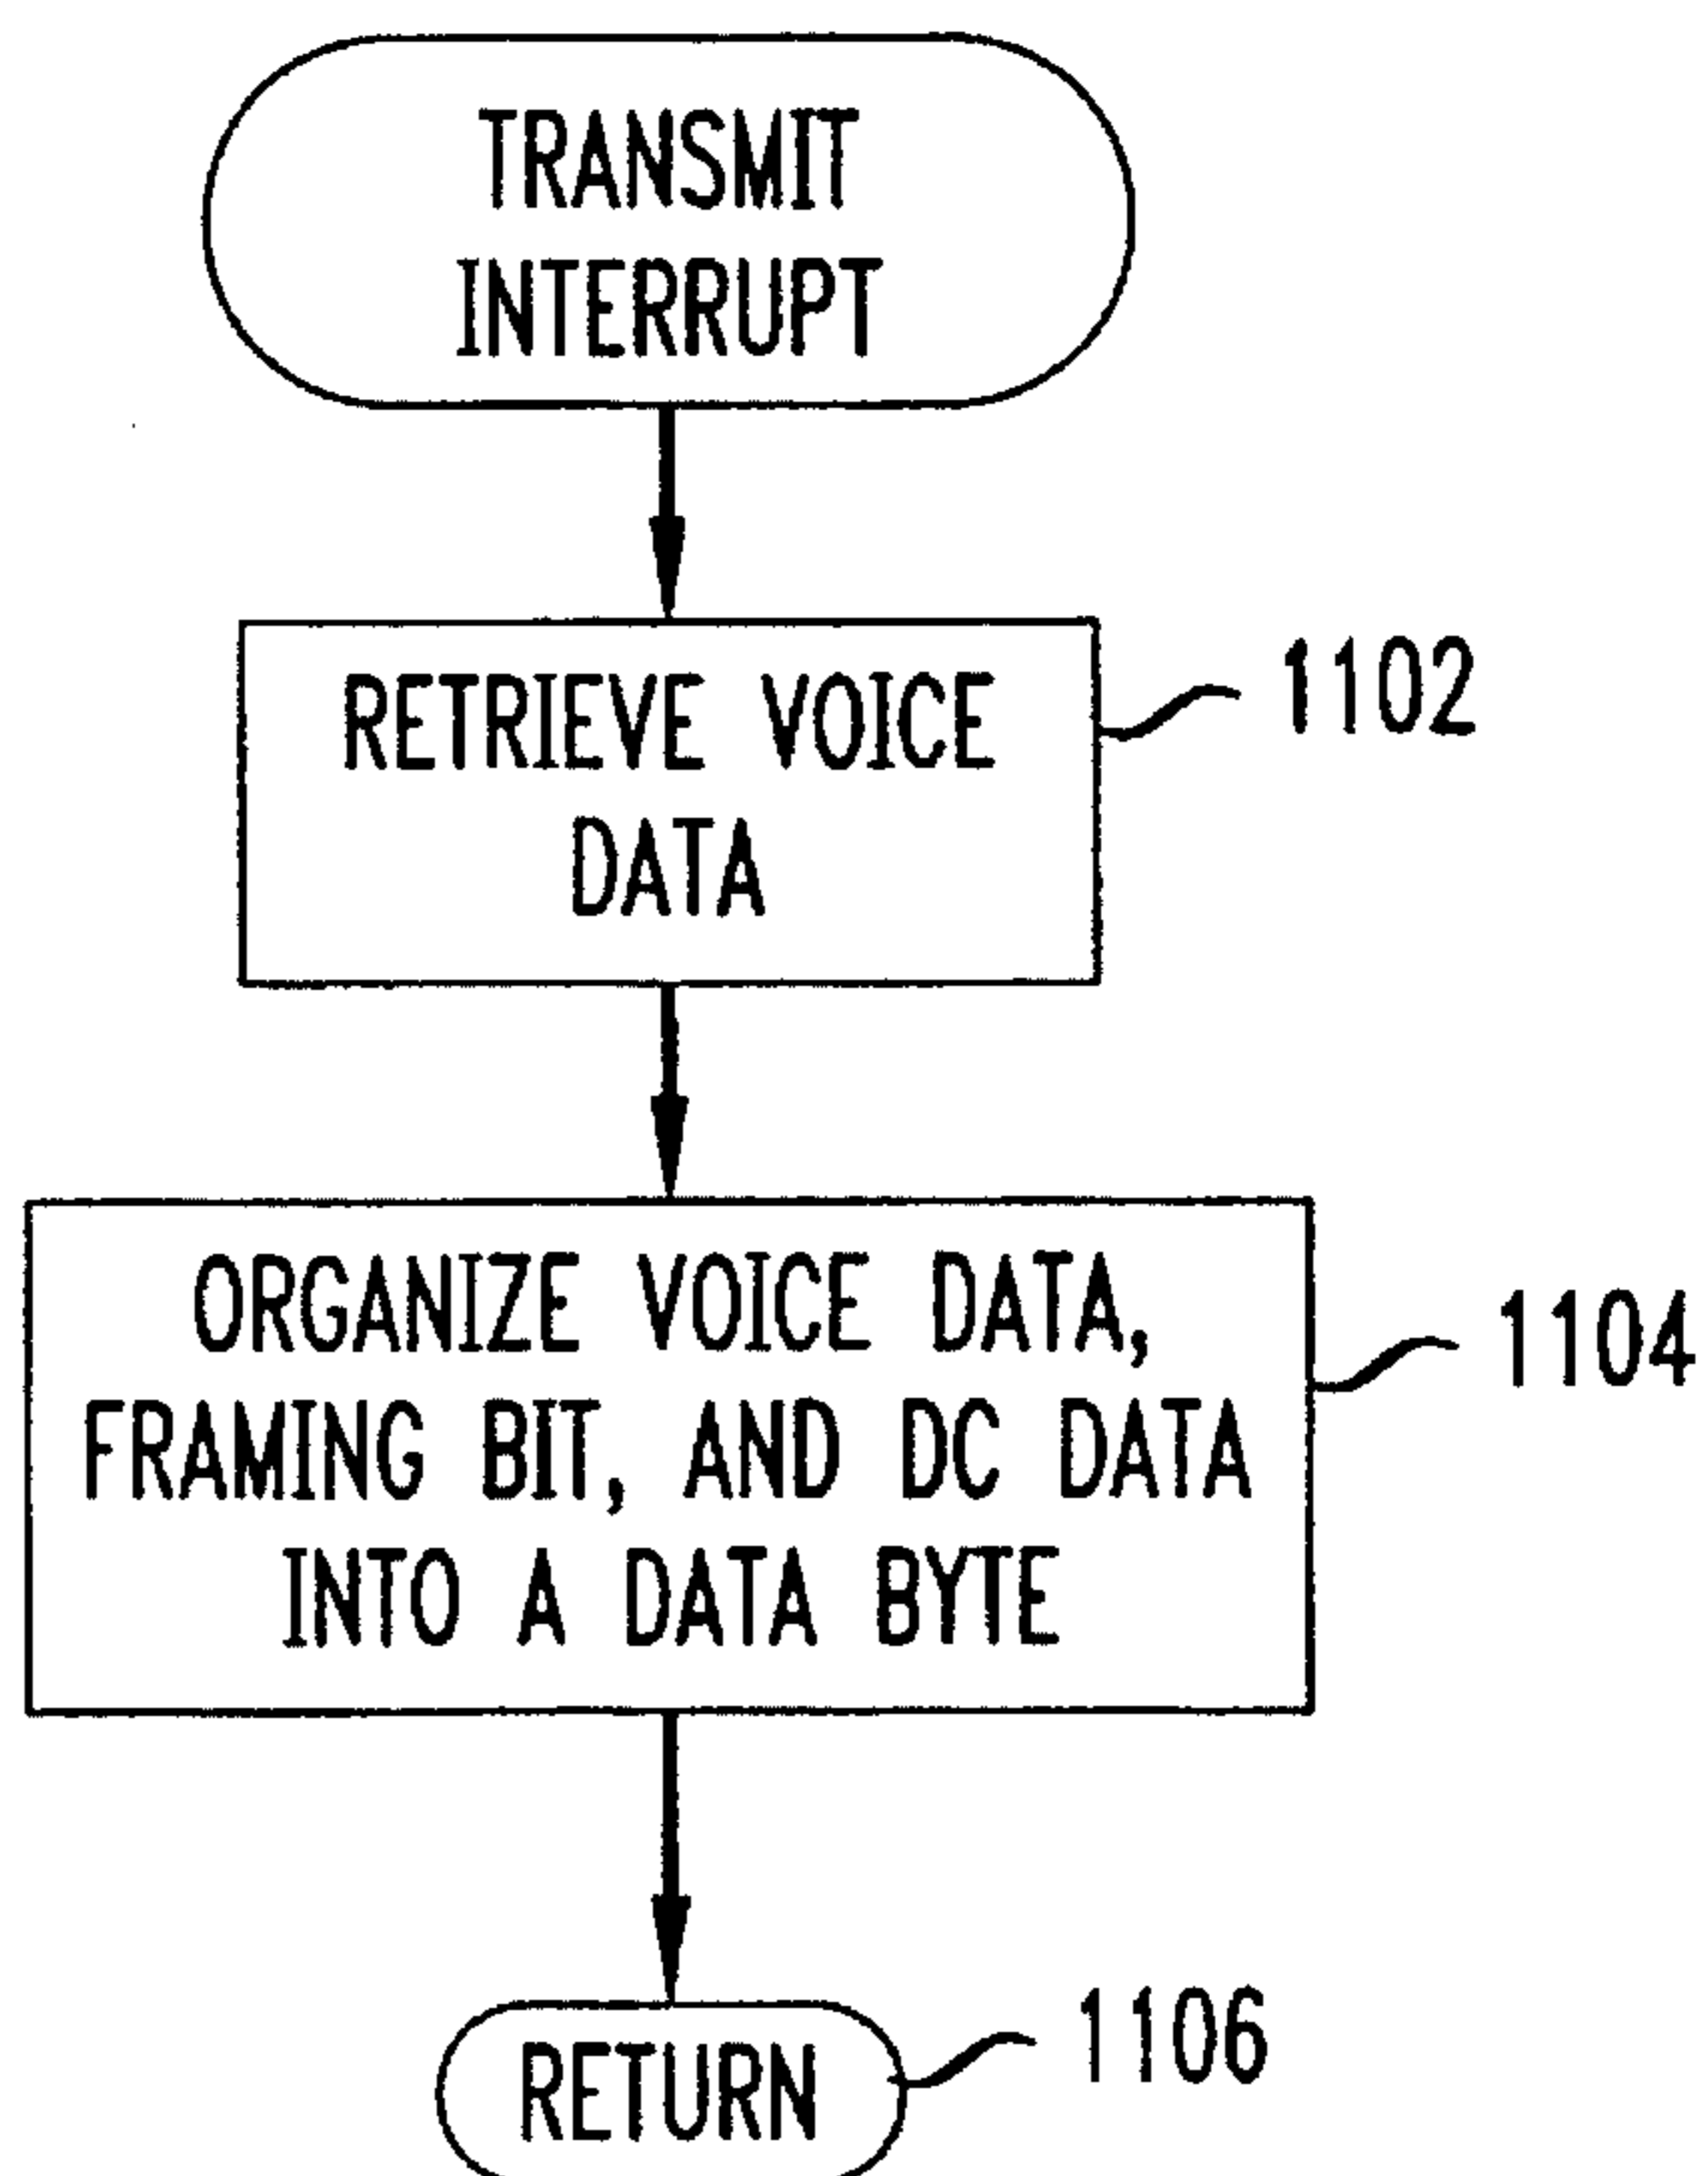 TRANSMIT
INTERRUPT
RETRIEVE VOICE
DATA
1102
ORGANIZE VOICE DATA,
FRAMING BIT, AND DC DATA
INTO A DATA BYTE
1104
RETURN
1106